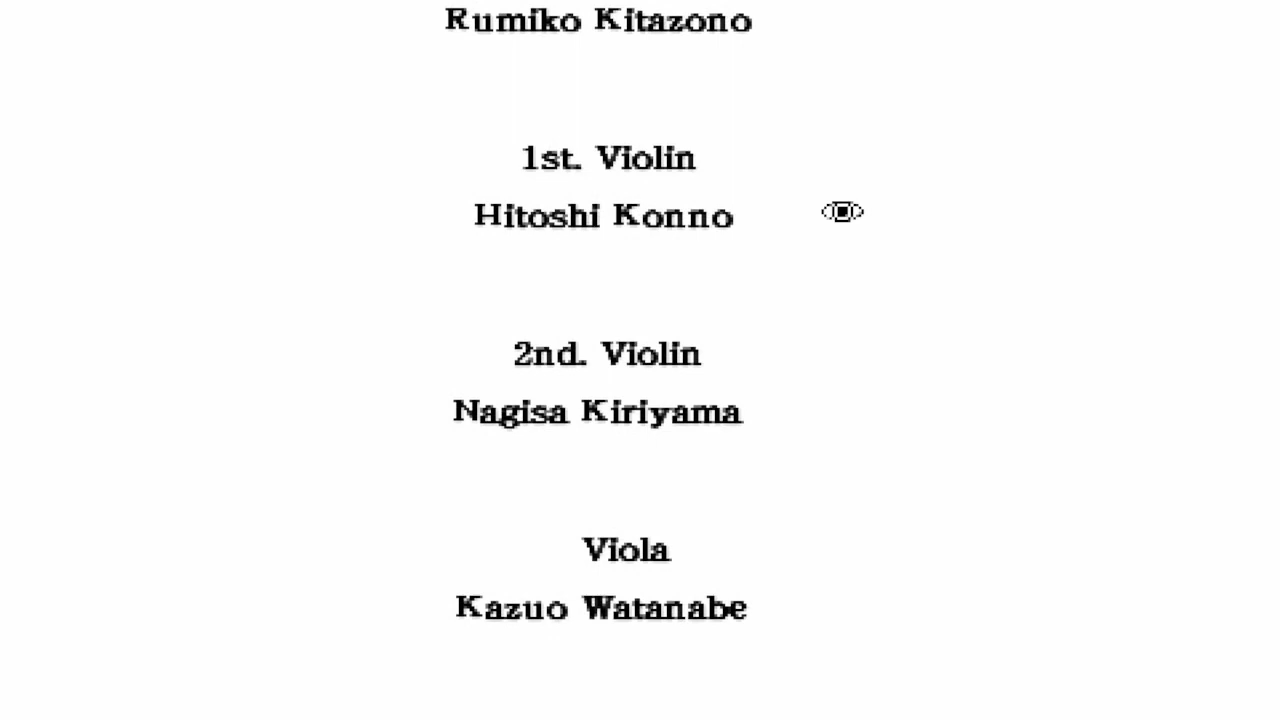 Rumiko Kitazono
1st. Violin
Hitoshi Konno
2nd. Violin
Nagisa Kiriyama
Viola
Kazuo Watanabe